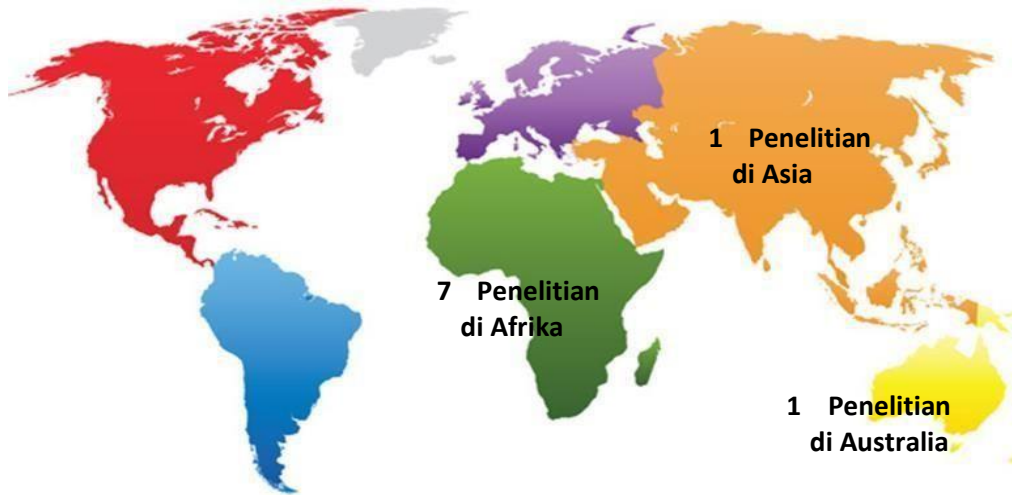 1 Penelitian
di Asia
7 Penelitian
di Afrika
1 Penelitian
di Australia